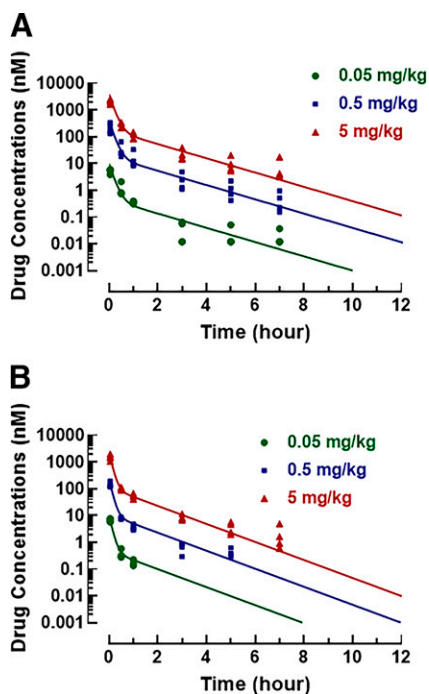 A
Drug Concentrations (nM)
10000
1000
100
10
1
0.1
0.01
0.001
0.05 mg/kg
0.5 mg/kg
5 mg/kg
0 2 4 6 8 10 12
Time (hour)
B
Drug Concentrations (nM)
10000
1000
100
10
1
0.1
0.01
0.001
0.05 mg/kg
0.5 mg/kg
5 mg/kg
0 2 4 6 8 10 12
Time (hour)